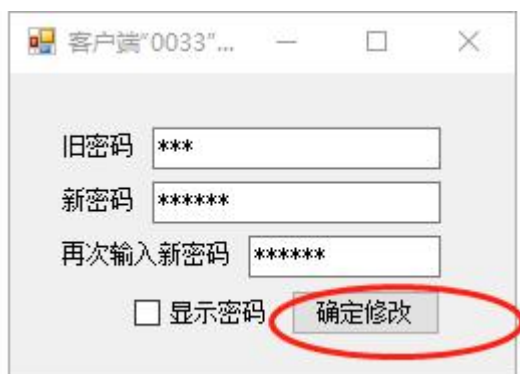 客户端"0033"...
旧密码 ***
新密码 ******
再次输入新密码 ******
显示密码 确定修改